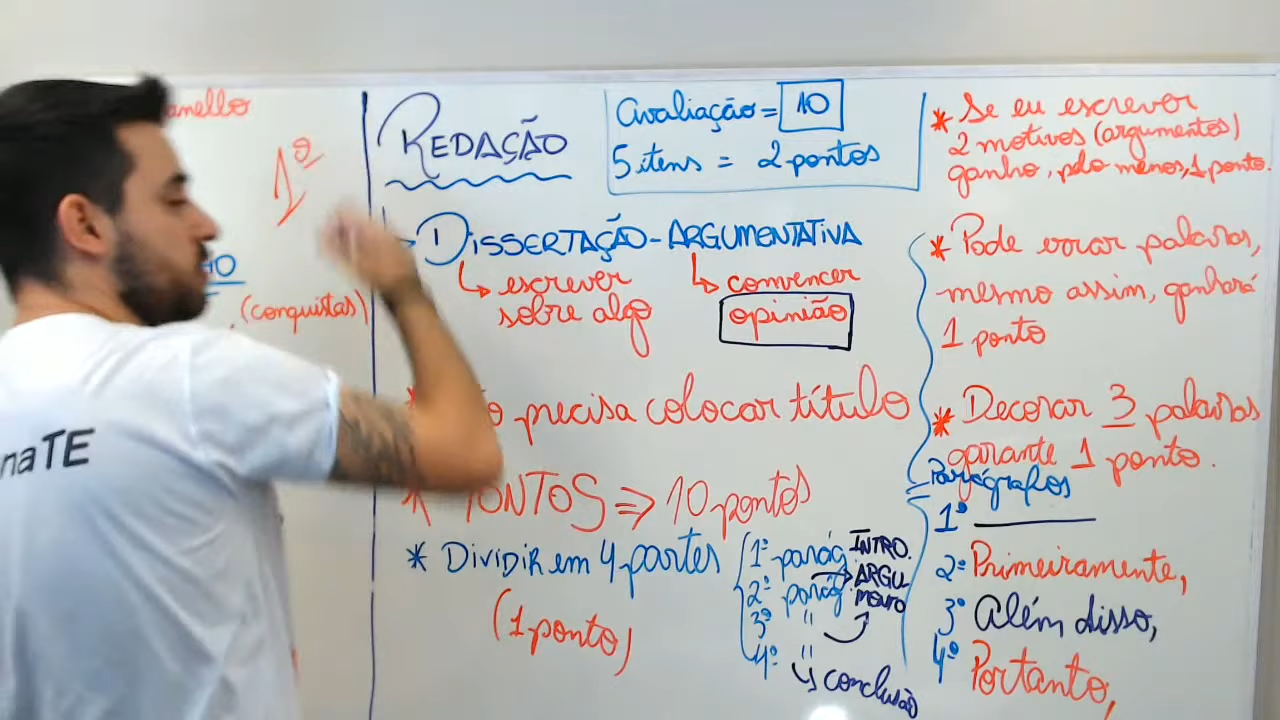 anello
1º
(conquistas)
naTE
REDAÇÃO
Avaliação = 10
5 itens = 2 pontos
DISSERTAÇÃO-ARGUMENTATIVA
↳ escrever
sobre algo
↳ convencer
opinião
precisa colocar título
* PONTOS ⇒ 10 pontos
* Dividir em 4 partes
(1 ponto)
1º parág. INTRO.
2º parág. → ARGU
mento
3º "
4º "
↳ conclusão
* Se eu escrever
2 motivos (argumentos)
ganho, pelo menos, 1 ponto.
* Pode errar palavras,
mesmo assim, ganhará
1 ponto
* Decorar 3 palavras
garante 1 ponto.
Parágrafos
1º
2º Primeiramente,
3º Além disso,
4º Portanto,